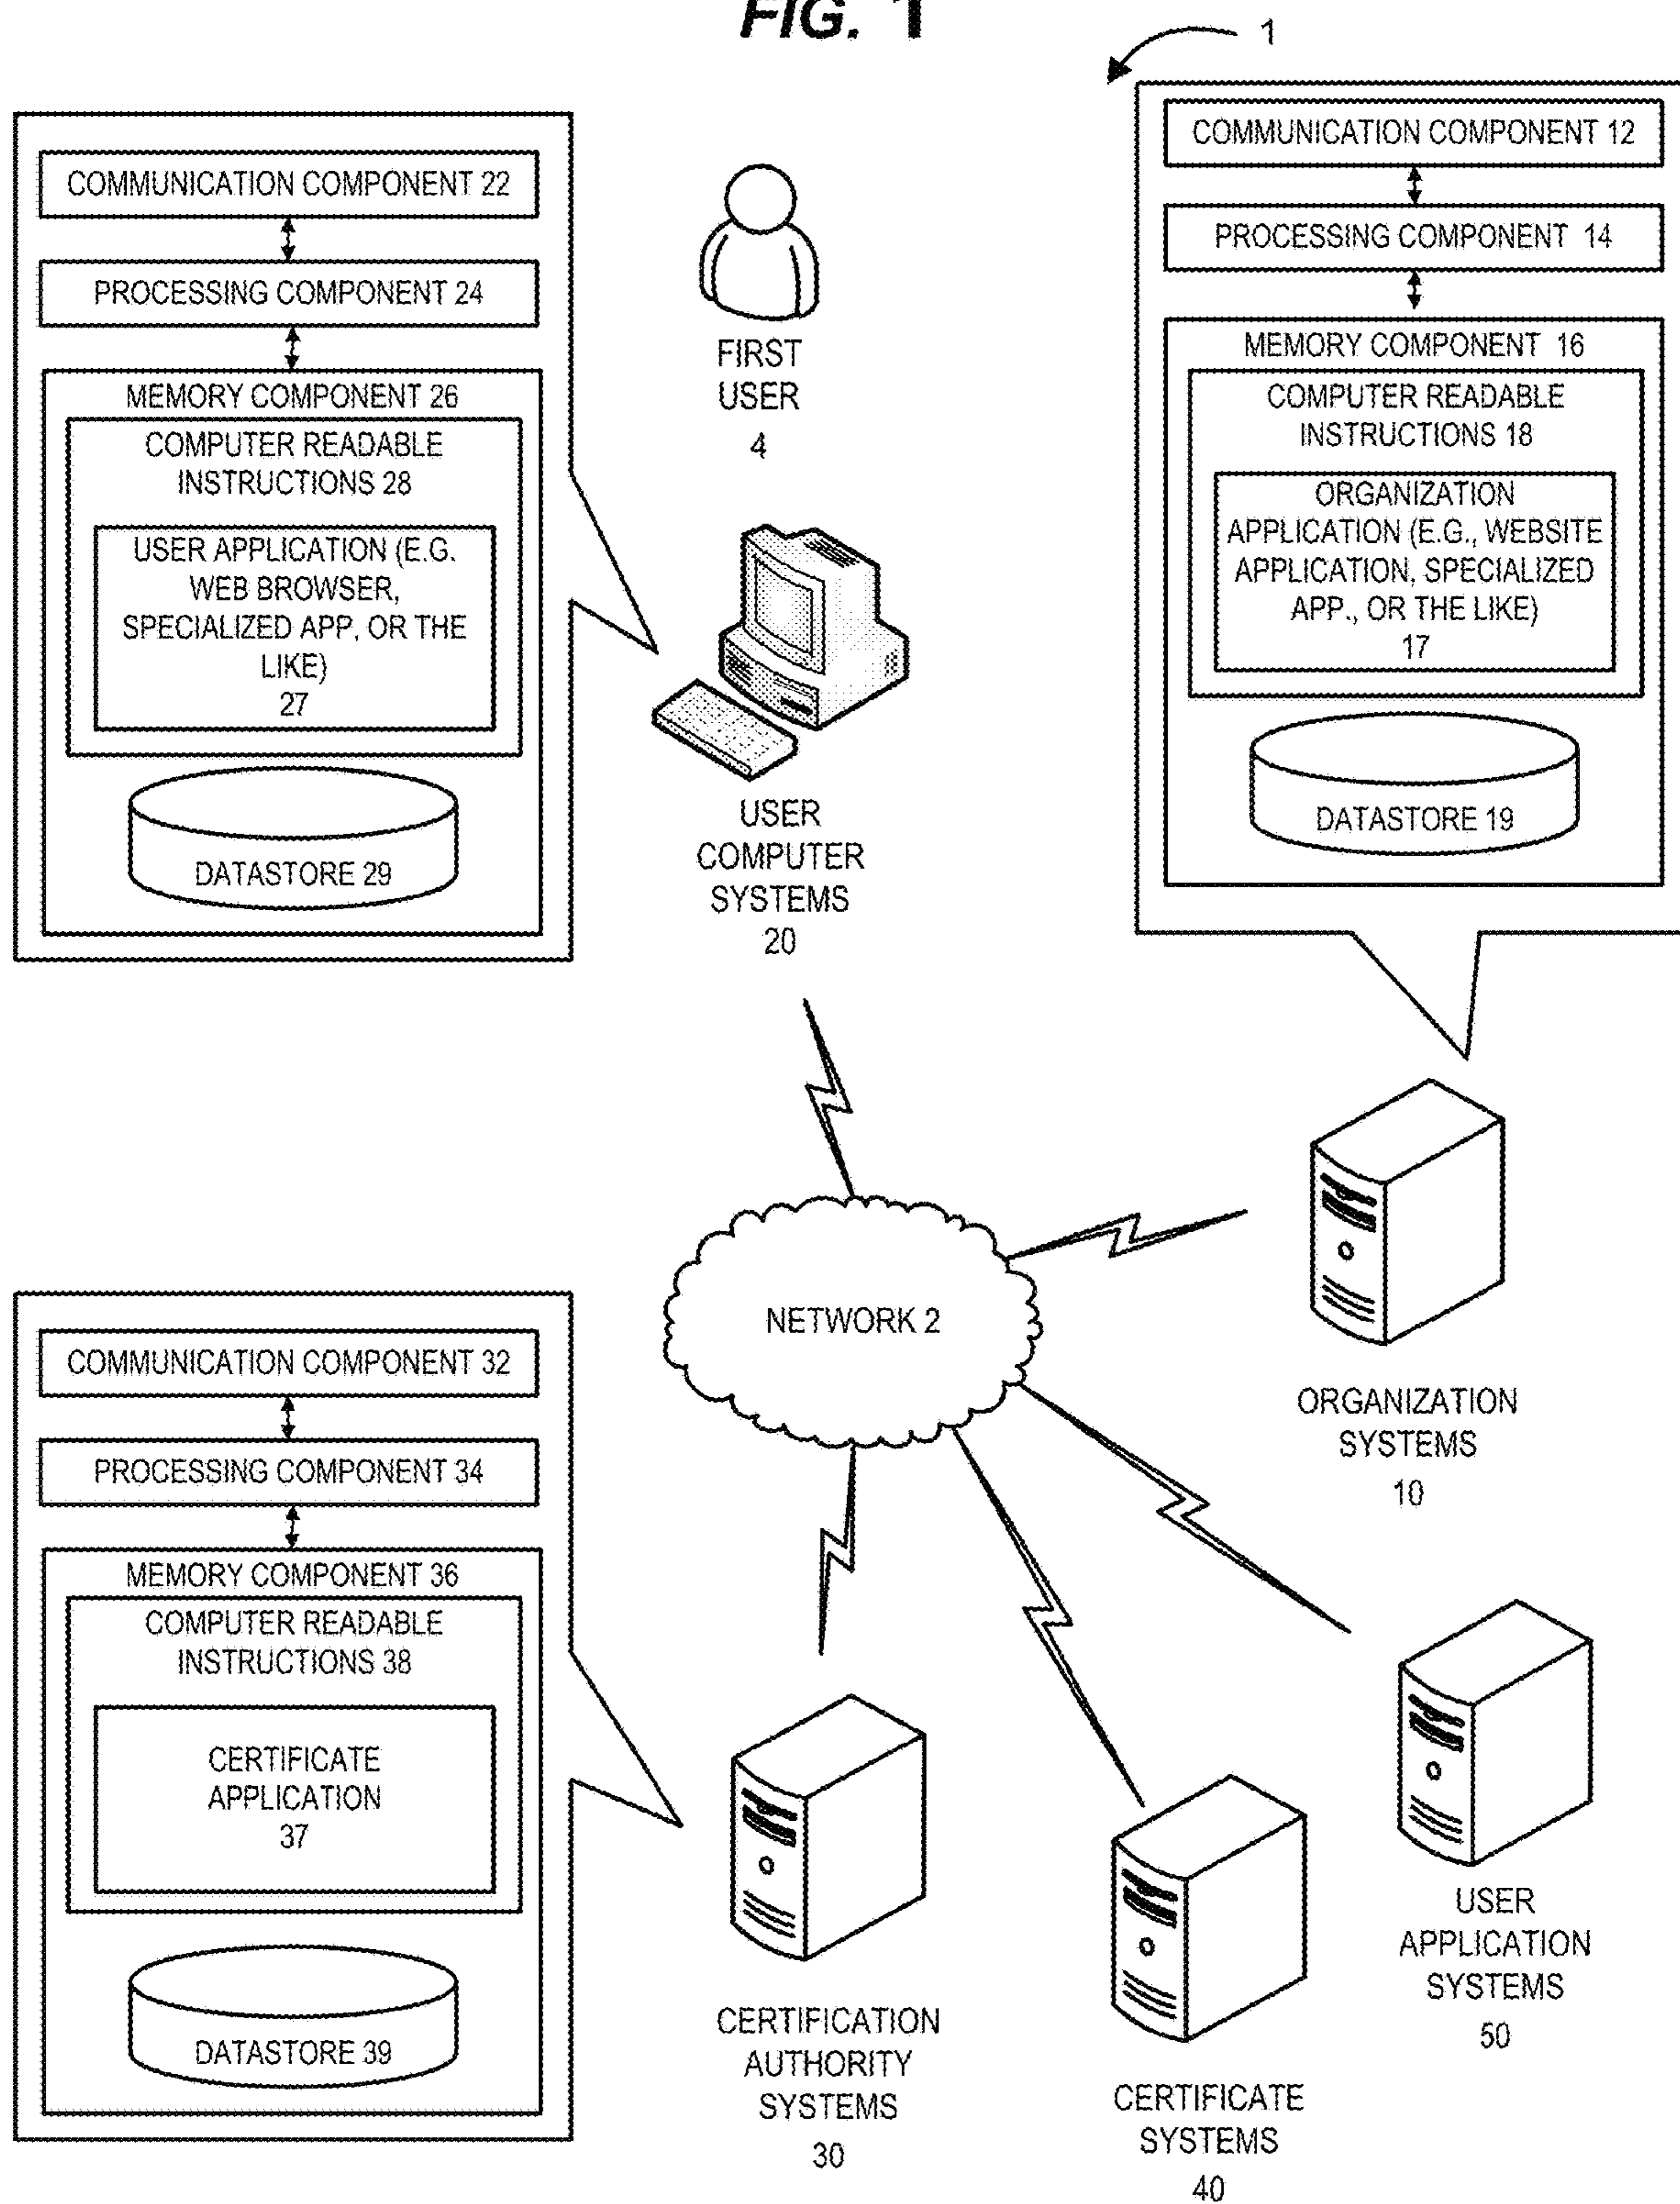 FIG. 1
1
COMMUNICATION COMPONENT 22
PROCESSING COMPONENT 24
MEMORY COMPONENT 26
COMPUTER READABLE
INSTRUCTIONS 28
USER APPLICATION (E.G.
WEB BROWSER,
SPECIALIZED APP, OR THE
LIKE)
27
DATASTORE 29
FIRST
USER
4
USER
COMPUTER
SYSTEMS
20
COMMUNICATION COMPONENT 12
PROCESSING COMPONENT 14
MEMORY COMPONENT 16
COMPUTER READABLE
INSTRUCTIONS 18
ORGANIZATION
APPLICATION (E.G., WEBSITE
APPLICATION, SPECIALIZED
APP., OR THE LIKE)
17
DATASTORE 19
NETWORK 2
ORGANIZATION
SYSTEMS
10
COMMUNICATION COMPONENT 32
PROCESSING COMPONENT 34
MEMORY COMPONENT 36
COMPUTER READABLE
INSTRUCTIONS 38
CERTIFICATE
APPLICATION
37
DATASTORE 39
CERTIFICATION
AUTHORITY
SYSTEMS
30
CERTIFICATE
SYSTEMS
40
USER
APPLICATION
SYSTEMS
50